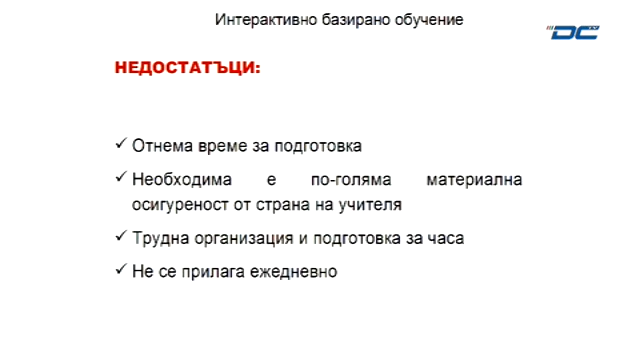 Интерактивно базирано обучение
DC
НЕДОСТАТЪЦИ:
✓ Отнема време за подготовка
✓ Необходима е по-голяма материална
осигуреност от страна на учителя
✓ Трудна организация и подготовка за часа
✓ Не се прилага ежедневно